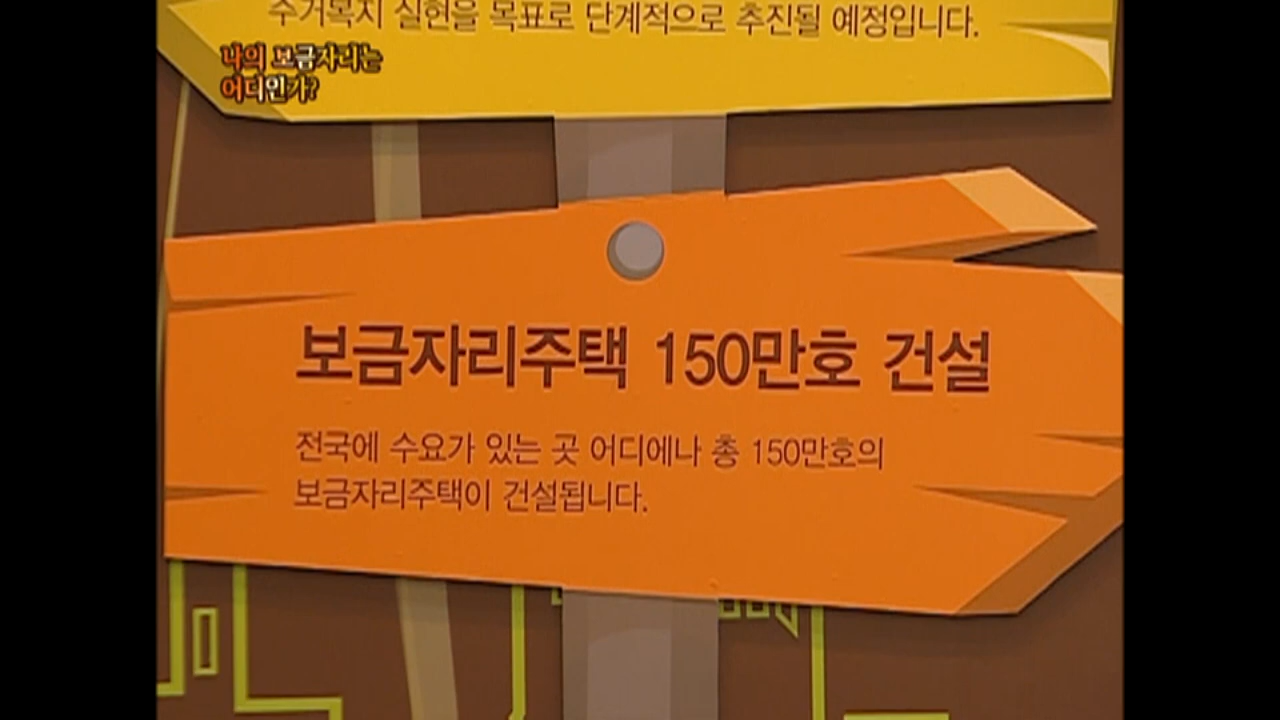 주거복지 실현을 목표로 단계적으로 추진될 예정입니다.
나의 보금자리는
어디인가?
보금자리주택 150만호 건설
전국에 수요가 있는 곳 어디에나 총 150만호의
보금자리주택이 건설됩니다.